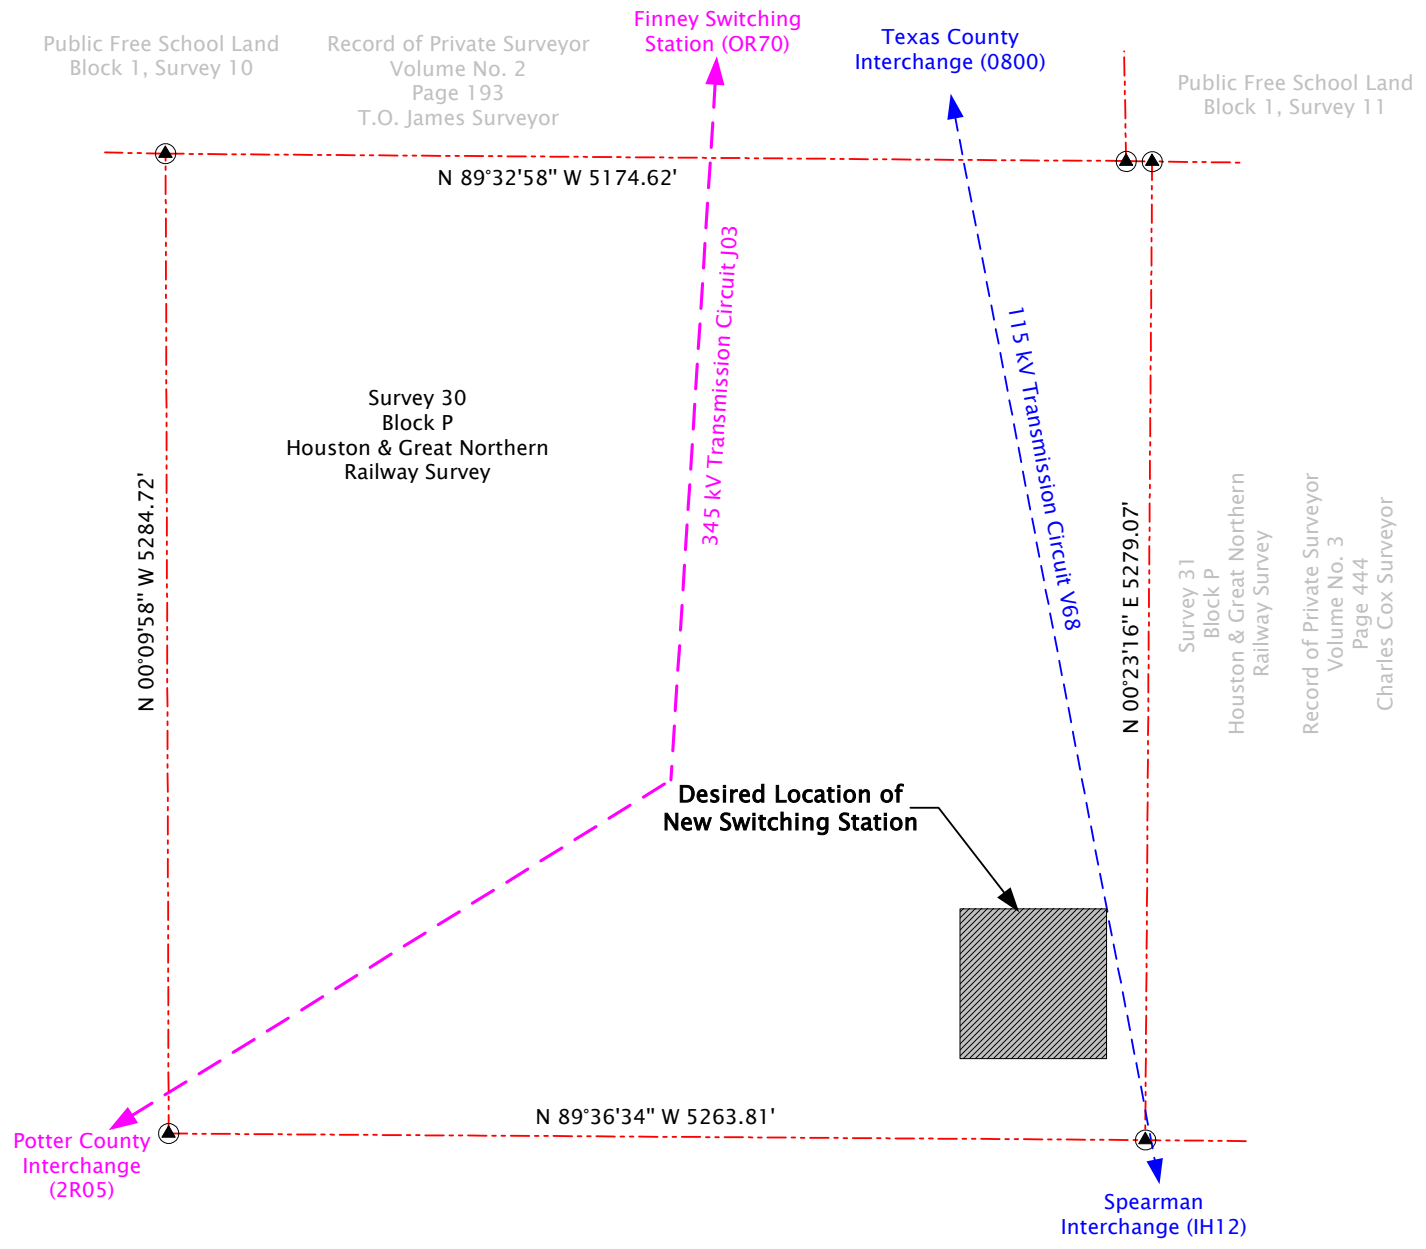 Finney Switching
Station (OR70)
Texas County
Interchange (0800)
Public Free School Land
Block 1, Survey 10
Record of Private Surveyor
Volume No. 2
Page 193
T.O. James Surveyor
Public Free School Land
Block 1, Survey 11
N 89°32'58" W 5174.62'
345 kV Transmission Circuit J03
115 kV Transmission Circuit V68
Survey 30
Block P
Houston & Great Northern
Railway Survey
N 00°09'58" W 5284.72'
N 00°23'16" E 5279.07'
Survey 31
Block P
Houston & Great Northern
Railway Survey
Record of Private Surveyor
Volume No. 3
Page 444
Charles Cox Surveyor
Desired Location of
New Switching Station
N 89°36'34" W 5263.81'
Potter County
Interchange
(2R05)
Spearman
Interchange (IH12)